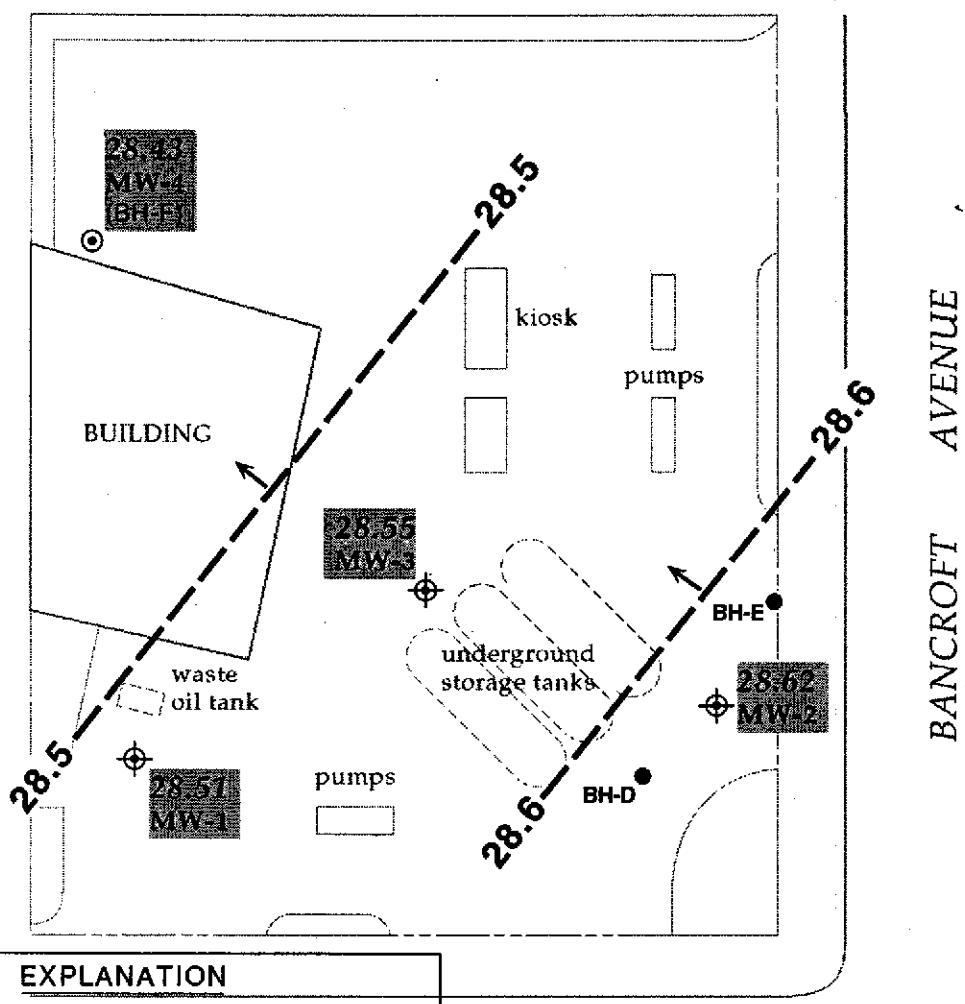 28.43
MW-4
(BH-F)
28.5
kiosk
pumps
BUILDING
28.6
BANCROFT AVENUE
28.55
MW-3
BH-E
underground
storage tanks
waste
oil tank
28.62
MW-2
28.5
28.51
MW-1
pumps
BH-D
28.6
EXPLANATION